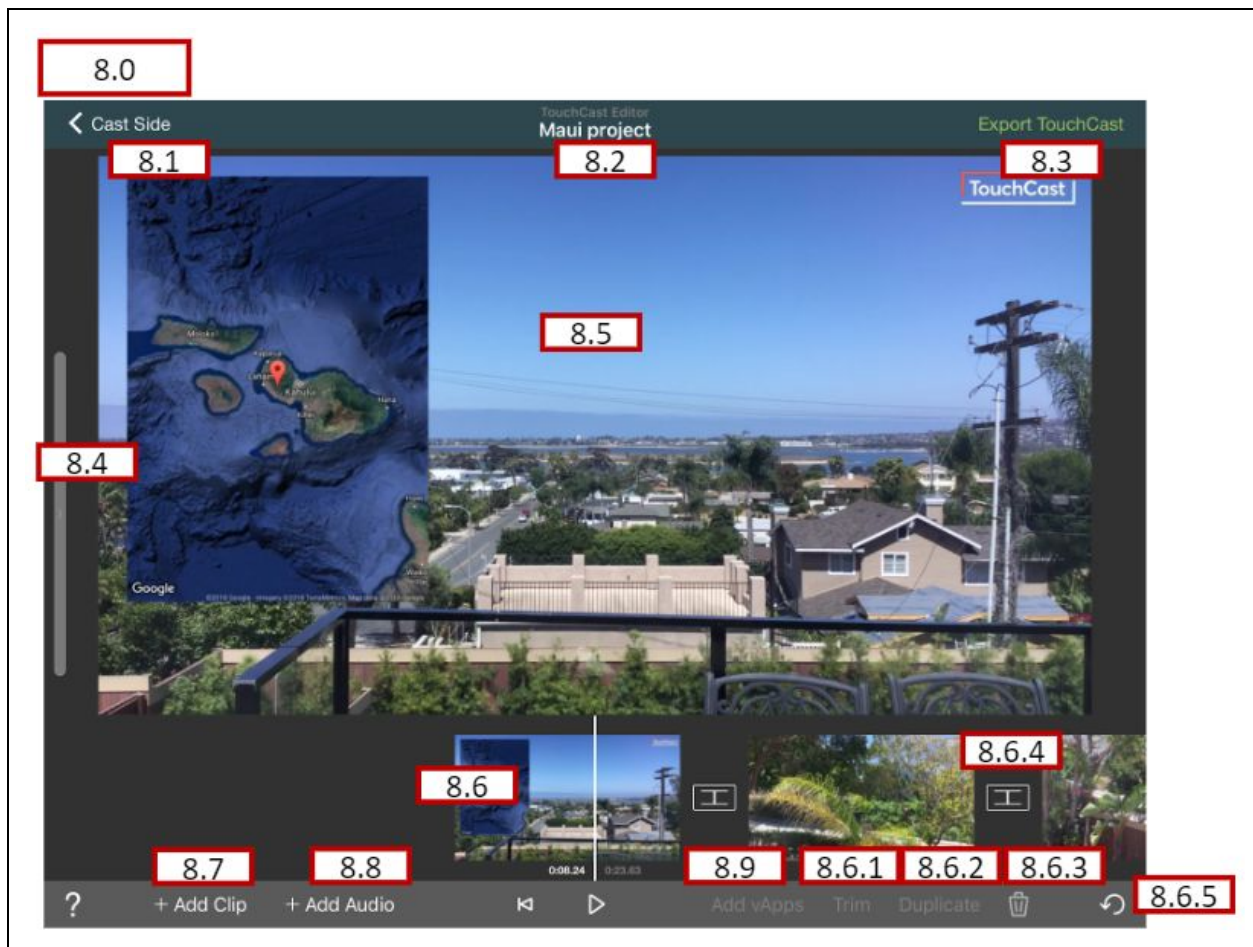 8.0
Cast Side
TouchCast Editor
Maui project
Export TouchCast
8.1
8.2
8.3
TouchCast
Moloka'i
Kahului
Hana
8.5
8.4
Google
8.6
8.6.4
0:08.24 0:23.63
8.7
8.8
8.9
8.6.1
8.6.2
8.6.3
8.6.5
? + Add Clip + Add Audio Add vApps Trim Duplicate